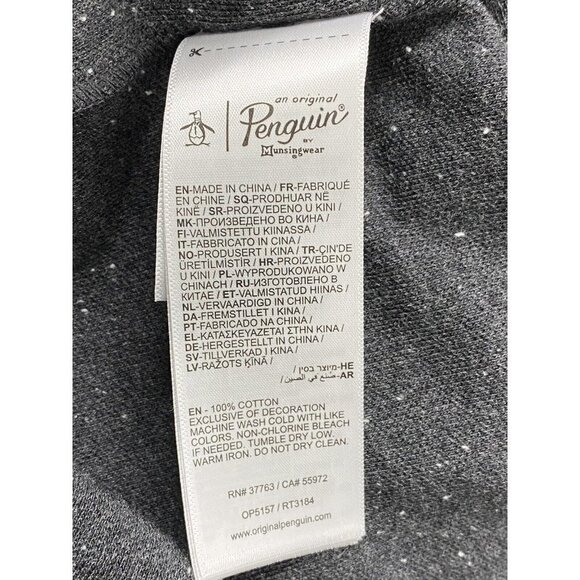 an original
Penguin®
BY
Munsingwear
EN-MADE IN CHINA / FR-FABRIQUÉ
EN CHINE / SQ-PRODHUAR NË
KINË / SR-PROIZVEDENO U KINI /
MK-ПРОИЗВЕДЕНО ВО КИНА /
FI-VALMISTETTU KIINASSA /
IT-FABBRICATO IN CINA /
NO-PRODUSERT I KINA / TR-ÇIN'DE
ÜRETİLMİSTİR / HR-PROIZVEDENO
U KINI / PL-WYPRODUKOWANO W
CHINACH / RU-ИЗГОТОВЛЕНО В
КИТАЕ / ET-VALMISTATUD HIINAS /
NL-VERVAARDIGD IN CHINA /
DA-FREMSTILLET I KINA /
PT-FABRICADO NA CHINA /
EL-ΚΑΤΑΣΚΕΥΑΖΕΤΑΙ ΣΤΗΝ ΚΙΝΑ /
DE-HERGESTELLT IN CHINA /
SV-TILLVERKAD I KINA /
LV-RAŽOTS ĶĪNĀ /
HE-מיוצר בסין /
AR-صنع في الصين /
EN - 100% COTTON
EXCLUSIVE OF DECORATION
MACHINE WASH COLD WITH LIKE
COLORS. NON-CHLORINE BLEACH
IF NEEDED. TUMBLE DRY LOW.
WARM IRON. DO NOT DRY CLEAN.
RN# 37763 / CA# 55972
OP5157 / RT3184
www.originalpenguin.com